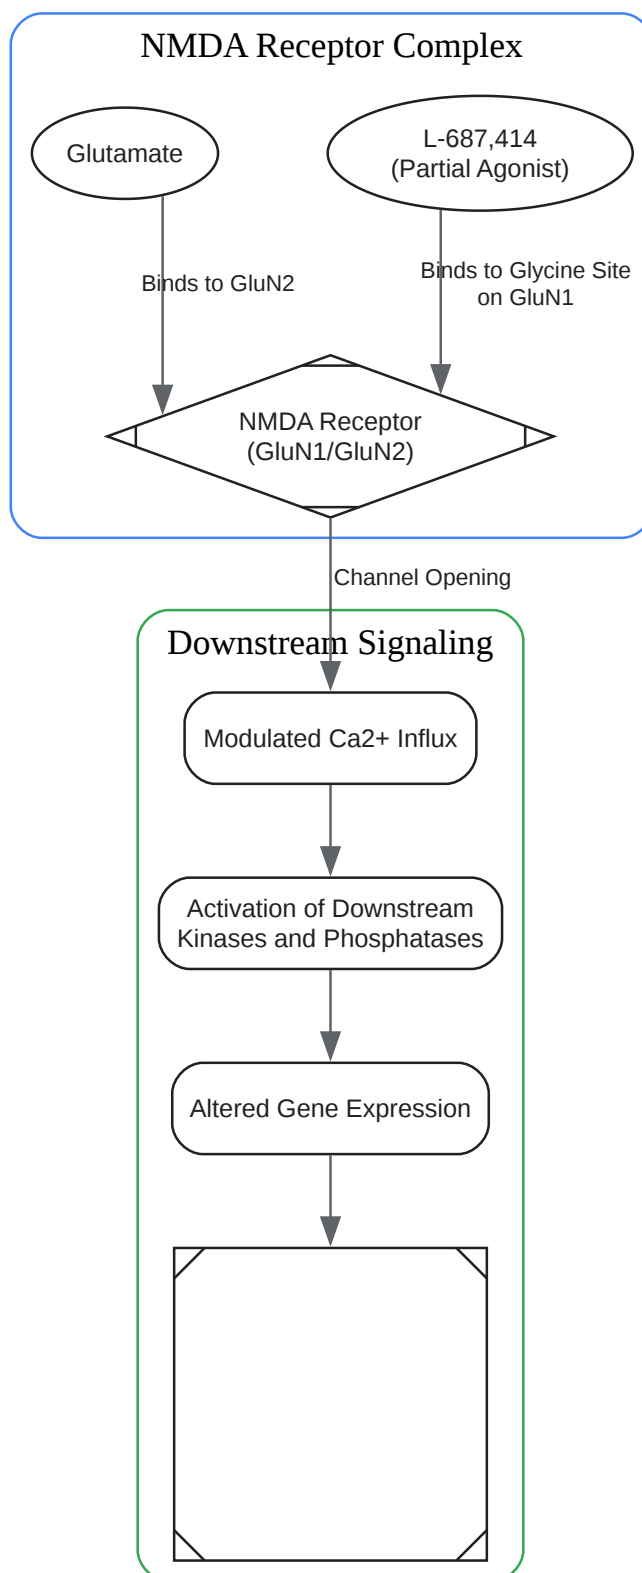 NMDA Receptor Complex
Glutamate
L-687,414
(Partial Agonist)
Binds to GluN2
Binds to Glycine Site
on GluN1
NMDA Receptor
(GluN1/GluN2)
Channel Opening
Downstream Signaling
Modulated Ca2+ Influx
Activation of Downstream
Kinases and Phosphatases
Altered Gene Expression